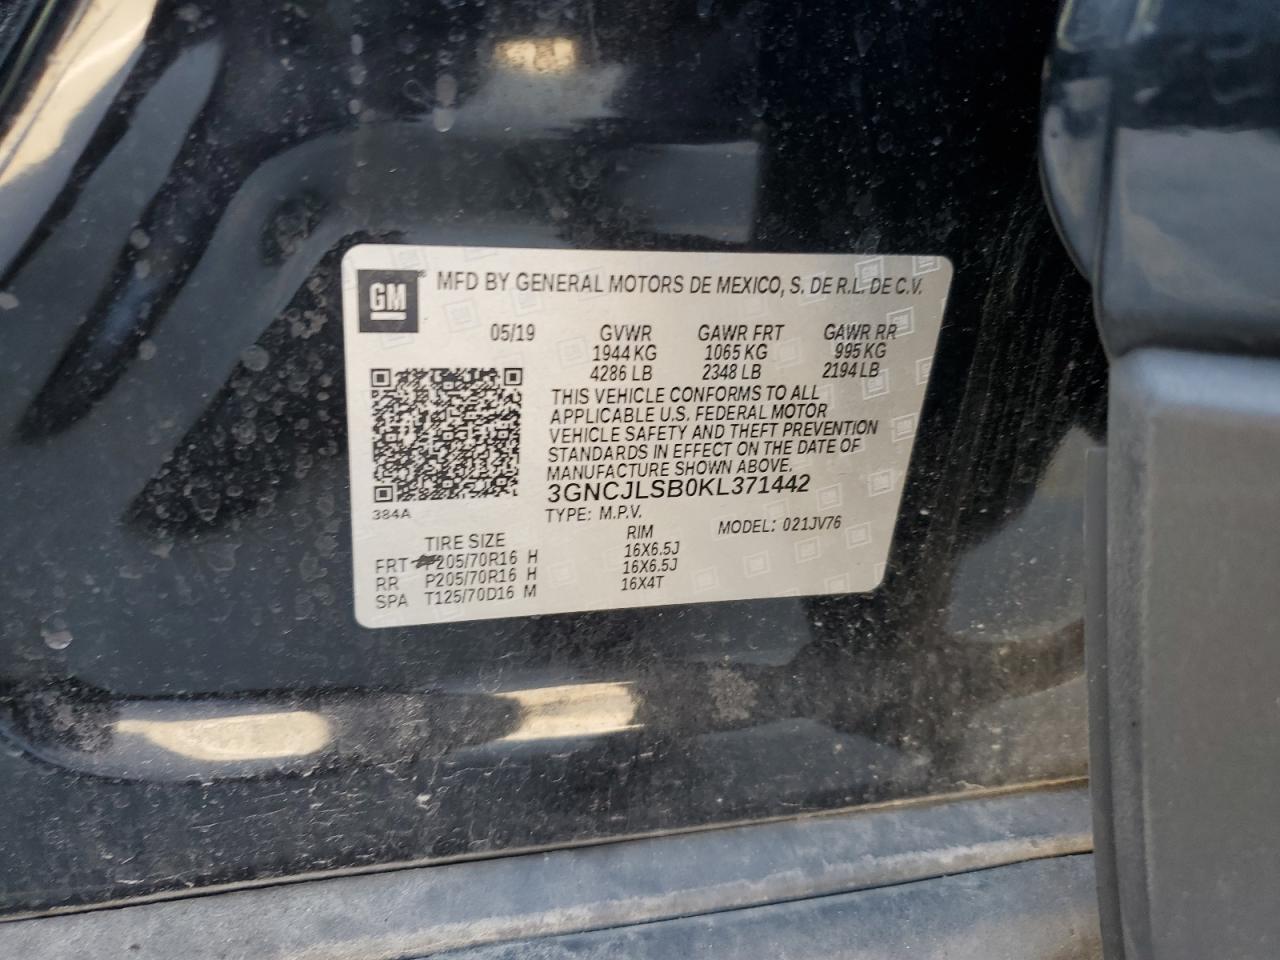 GM
MFD BY GENERAL MOTORS DE MEXICO, S. DE R.L. DE C.V.
05/19 GVWR GAWR FRT GAWR RR
1944 KG 1065 KG 995 KG
4286 LB 2348 LB 2194 LB
THIS VEHICLE CONFORMS TO ALL
APPLICABLE U.S. FEDERAL MOTOR
VEHICLE SAFETY AND THEFT PREVENTION
STANDARDS IN EFFECT ON THE DATE OF
MANUFACTURE SHOWN ABOVE.
3GNCJLSB0KL371442
384A
TYPE: M.P.V. MODEL: 021JV76
TIRE SIZE RIM
FRT P205/70R16 H 16X6.5J
RR P205/70R16 H 16X6.5J
SPA T125/70D16 M 16X4T